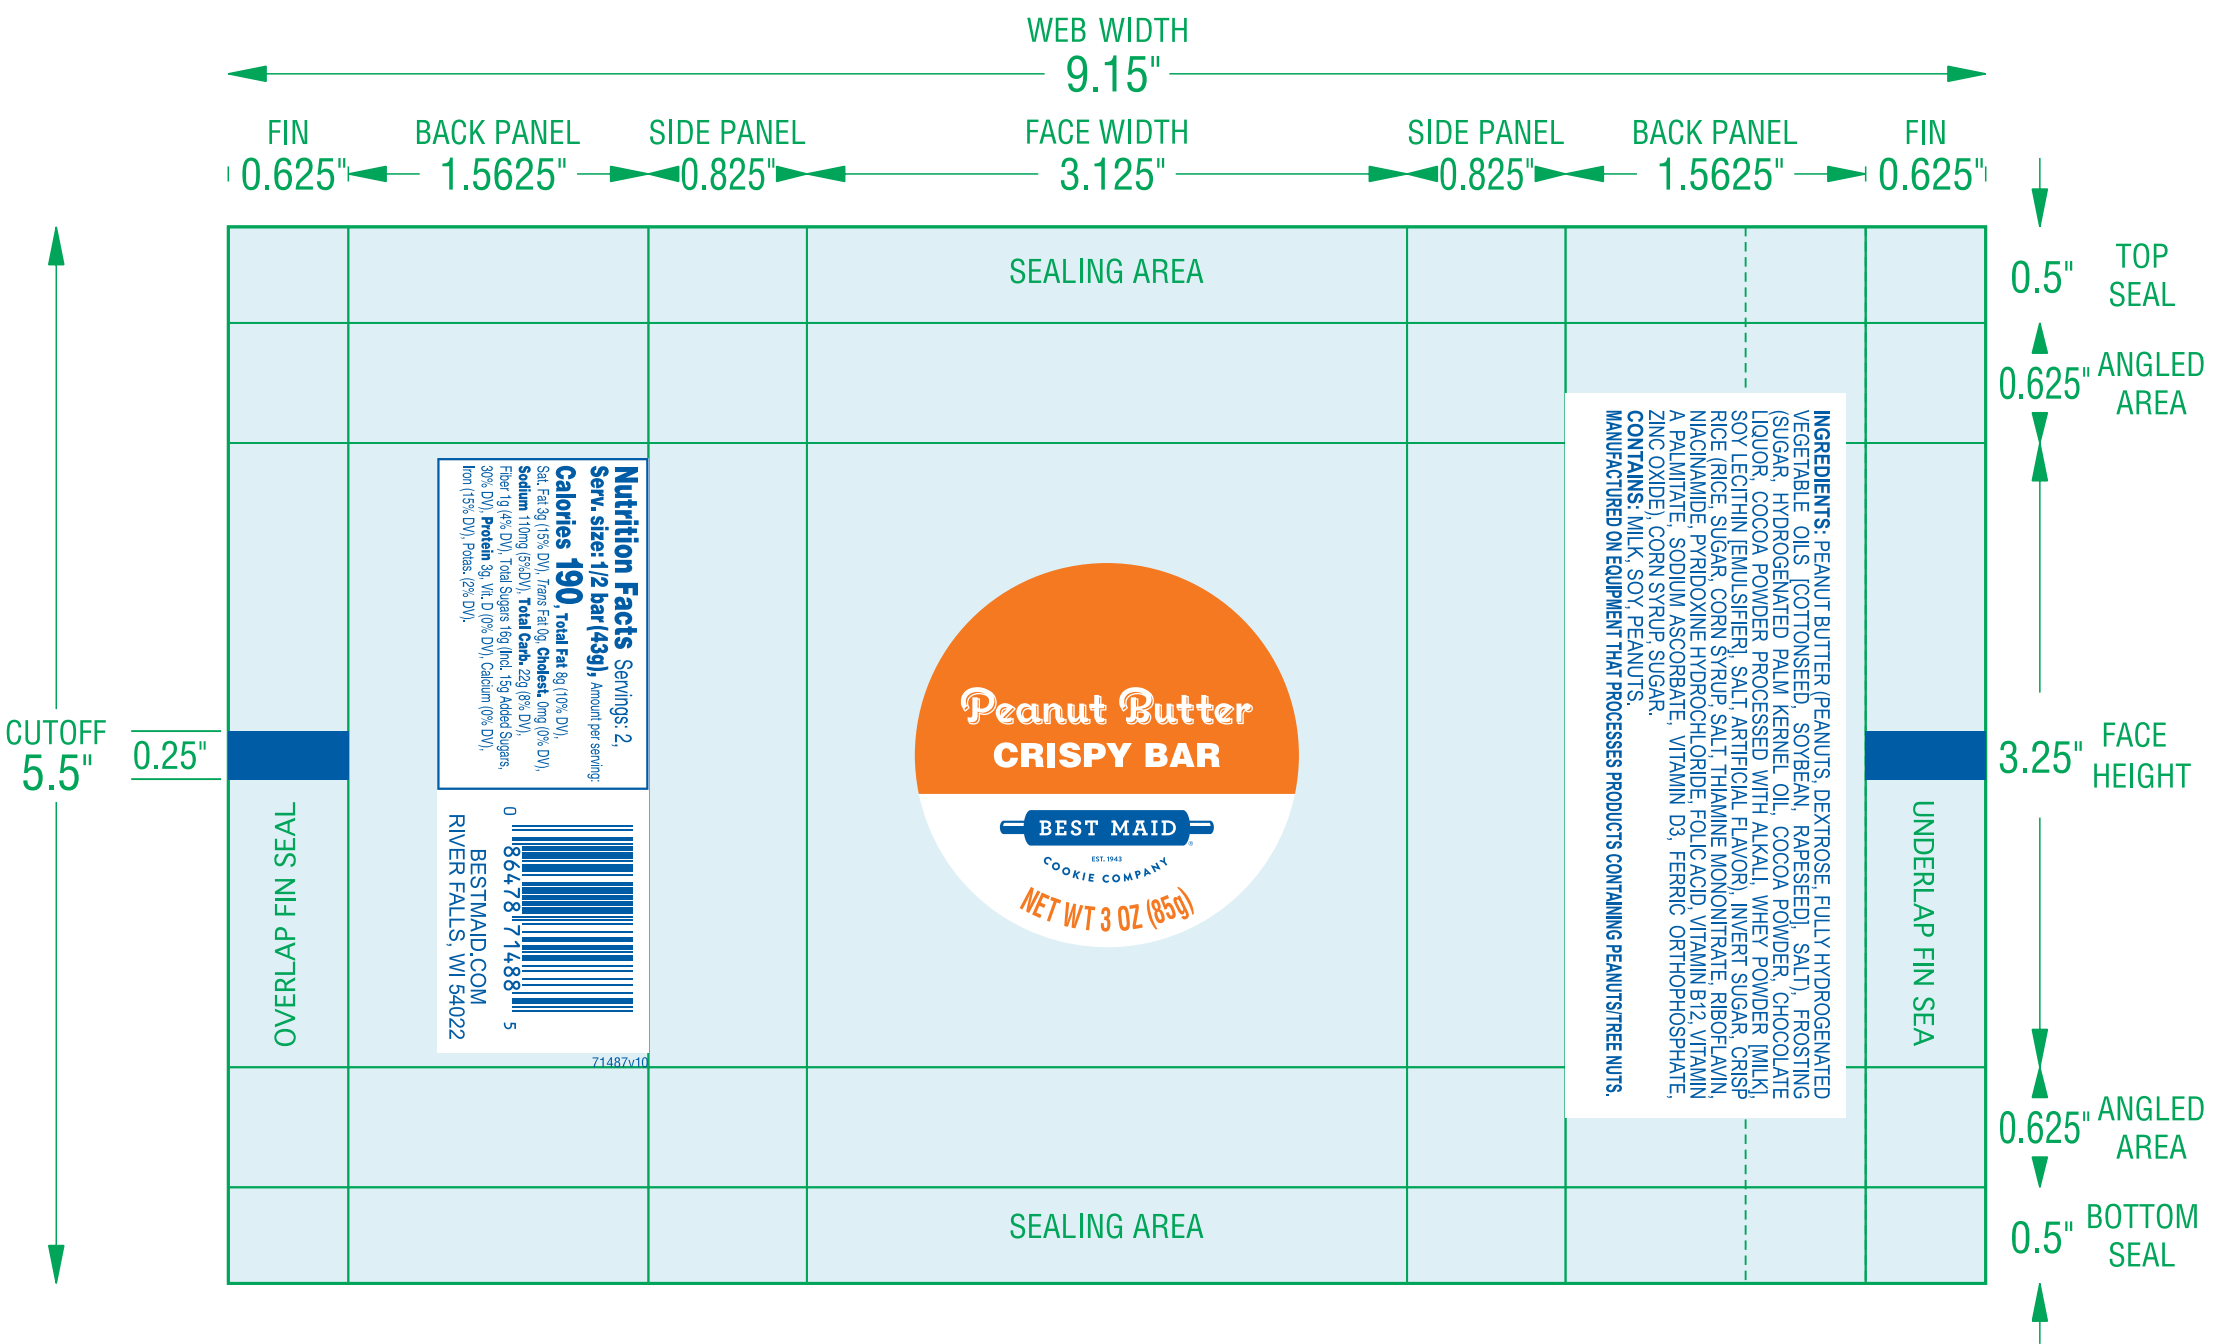 WEB WIDTH
9.15"
FIN
0.625"
BACK PANEL
1.5625"
SIDE PANEL
0.825"
FACE WIDTH
3.125"
SIDE PANEL
0.825"
BACK PANEL
1.5625"
FIN
0.625"
SEALING AREA
0.5"
TOP
SEAL
0.625"
ANGLED
AREA
CUTOFF
5.5"
0.25"
OVERLAP FIN SEAL
Nutrition Facts Servings: 2,
Serv. size: 1/2 bar (43g), Amount per serving:
Calories 190, Total Fat 8g (10% DV),
Sat. Fat 3g (15% DV), Trans Fat 0g, Cholest. 0mg (0% DV),
Sodium 110mg (5%DV), Total Carb. 22g (8% DV),
Fiber 1g (4% DV), Total Sugars 16g (Incl. 15g Added Sugars,
30% DV), Protein 3g, Vit. D (0% DV), Calcium (0% DV),
Iron (15% DV), Potas. (2% DV).
0 86478 71488 5
BESTMAID.COM
RIVER FALLS, WI 54022
71487v10
Peanut Butter
CRISPY BAR
BEST MAID
®
EST. 1943
COOKIE COMPANY
NET WT 3 OZ (85g)
INGREDIENTS: PEANUT BUTTER (PEANUTS, DEXTROSE, FULLY HYDROGENATED
VEGETABLE OILS [COTTONSEED, SOYBEAN, RAPESEED], SALT), FROSTING
(SUGAR, HYDROGENATED PALM KERNEL OIL, COCOA POWDER, CHOCOLATE
LIQUOR, COCOA POWDER PROCESSED WITH ALKALI, WHEY POWDER [MILK],
SOY LECITHIN [EMULSIFIER], SALT, ARTIFICIAL FLAVOR), INVERT SUGAR, CRISP
RICE (RICE, SUGAR, CORN SYRUP, SALT, THIAMINE MONONITRATE, RIBOFLAVIN,
NIACINAMIDE, PYRIDOXINE HYDROCHLORIDE, FOLIC ACID, VITAMIN B12, VITAMIN
A PALMITATE, SODIUM ASCORBATE, VITAMIN D3, FERRIC ORTHOPHOSPHATE,
ZINC OXIDE), CORN SYRUP, SUGAR.
CONTAINS: MILK, SOY, PEANUTS.
MANUFACTURED ON EQUIPMENT THAT PROCESSES PRODUCTS CONTAINING PEANUTS/TREE NUTS.
UNDERLAP FIN SEA
3.25"
FACE
HEIGHT
0.625"
ANGLED
AREA
SEALING AREA
0.5"
BOTTOM
SEAL